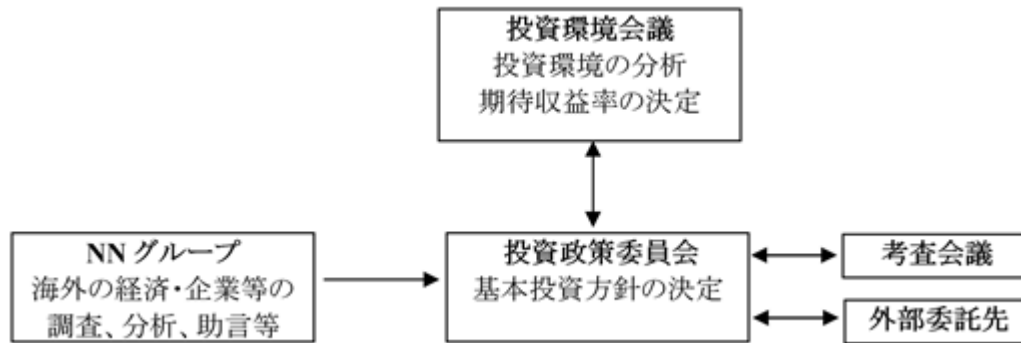 投資環境会議
投資環境の分析
期待収益率の決定
NN グループ
海外の経済・企業等の
調査、分析、助言等
投資政策委員会
基本投資方針の決定
考査会議
外部委託先